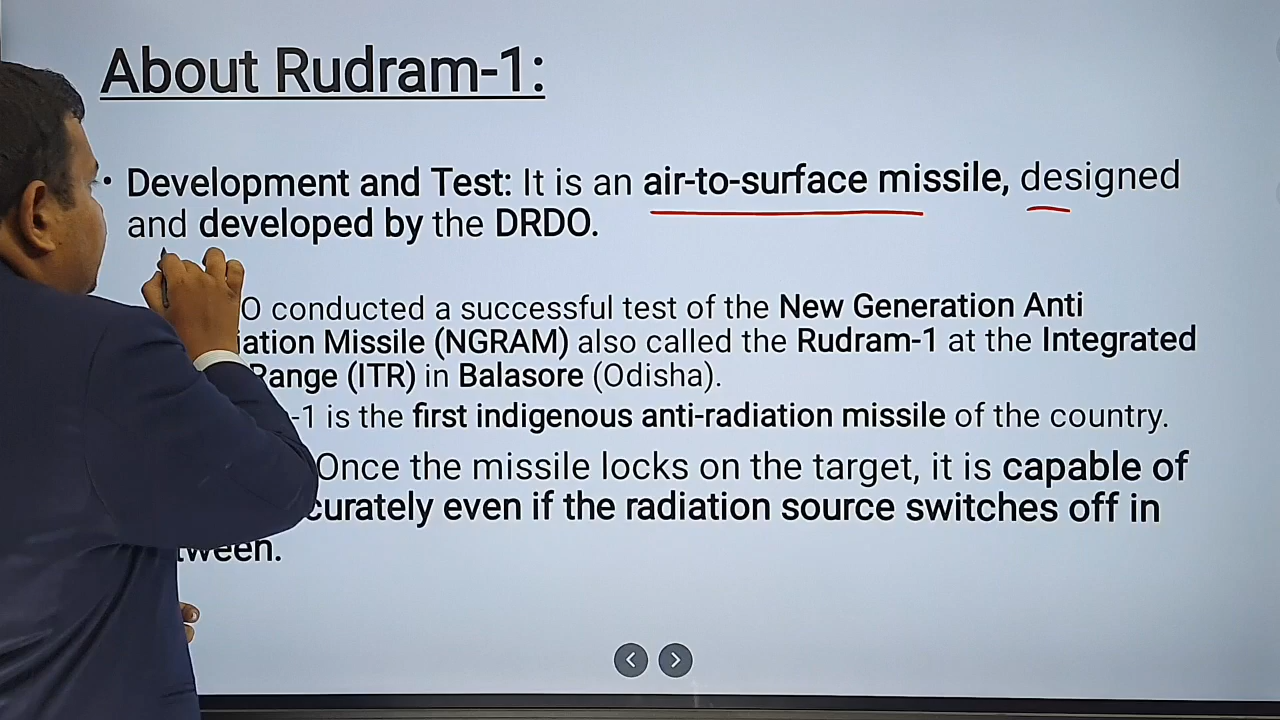 About Rudram-1:
• Development and Test: It is an air-to-surface missile, designed
and developed by the DRDO.
O conducted a successful test of the New Generation Anti
iation Missile (NGRAM) also called the Rudram-1 at the Integrated
Range (ITR) in Balasore (Odisha).
-1 is the first indigenous anti-radiation missile of the country.
Once the missile locks on the target, it is capable of
curately even if the radiation source switches off in
tween.